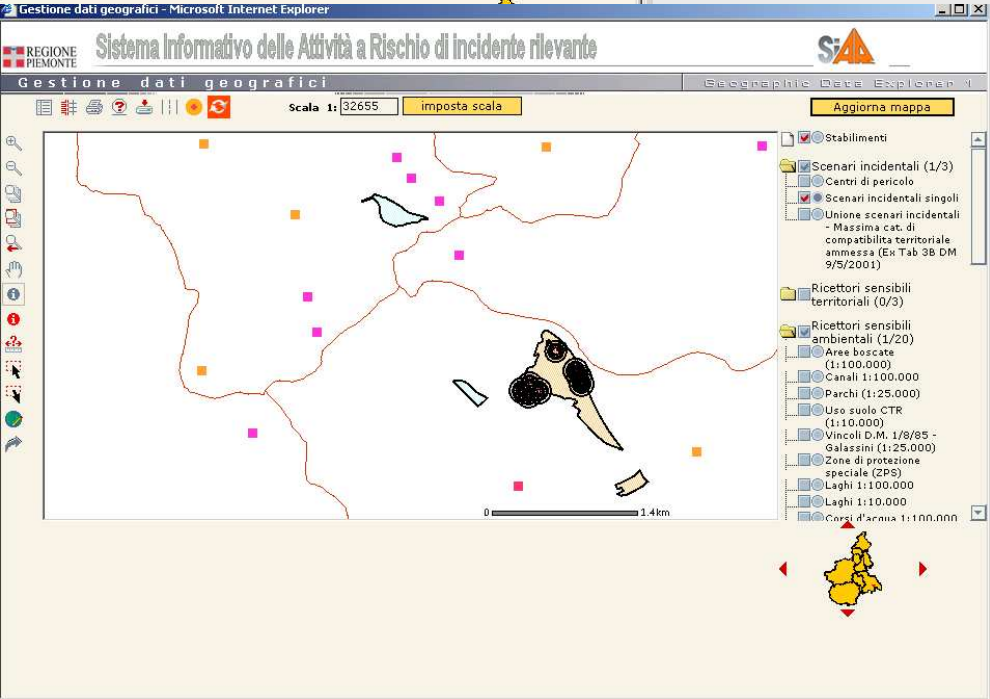 Gestione dati geografici - Microsoft Internet Explorer
REGIONE
PIEMONTE
Sistema Informativo delle Attività a Rischio di incidente rilevante
Gestione dati geografici
Geographic Data Explorer 1
Scala 1: 32655 imposta scala
Aggiorna mappa
Stabilimenti
Scenari incidentali (1/3)
Centri di pericolo
Scenari incidentali singoli
Unione scenari incidentali
- Massima cat. di
compatibilita territoriale
ammessa (Ex Tab 3B DM
9/5/2001)
Ricettori sensibili
territoriali (0/3)
Ricettori sensibili
ambientali (1/20)
Aree boscate
(1:100.000)
Canali 1:100.000
Parchi (1:25.000)
Uso suolo CTR
(1:10.000)
Vincoli D.M. 1/8/85 -
Galassini (1:25.000)
Zone di protezione
speciale (ZPS)
Laghi 1:100.000
Laghi 1:10.000
Corsi d'acqua 1:100.000
0 1.4km